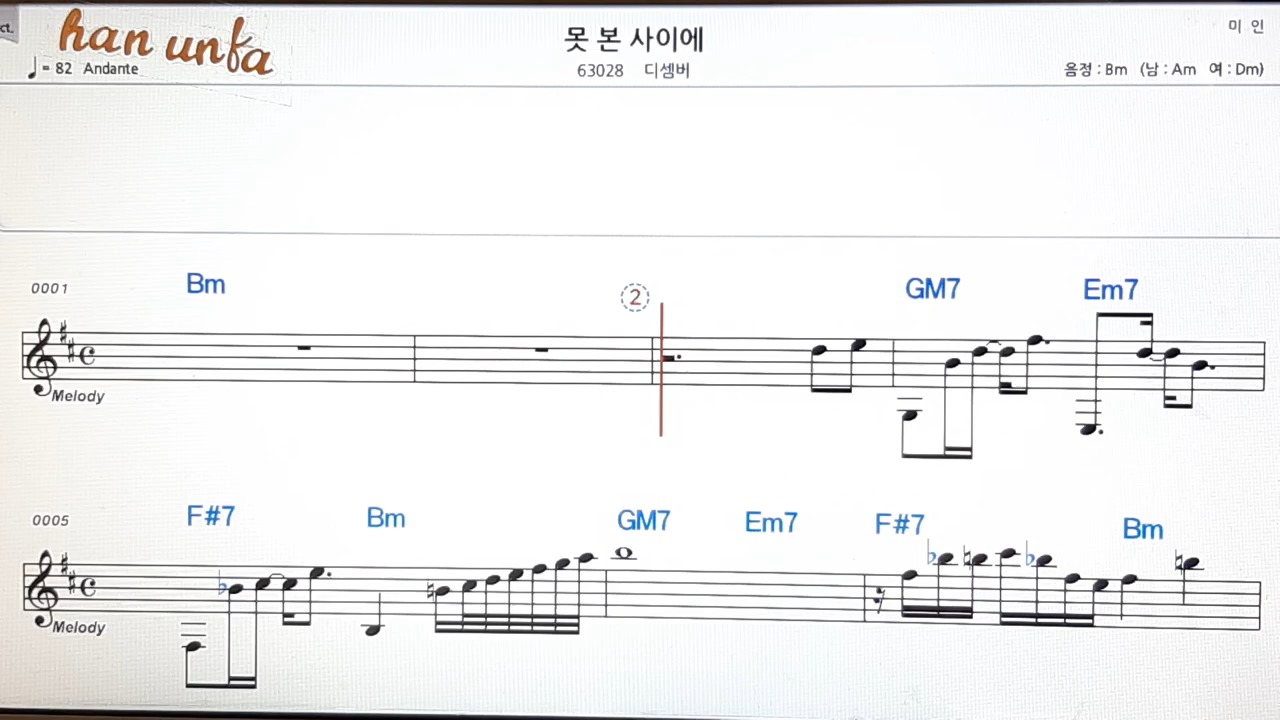 ct.
han unfa
♩= 82 Andante
못 본 사이에
63028 디셈버
미 인
음정 : Bm (남 : Am 여 : Dm)
0001 Bm ② GM7 Em7
Melody
0005 F#7 Bm GM7 Em7 F#7 Bm
Melody